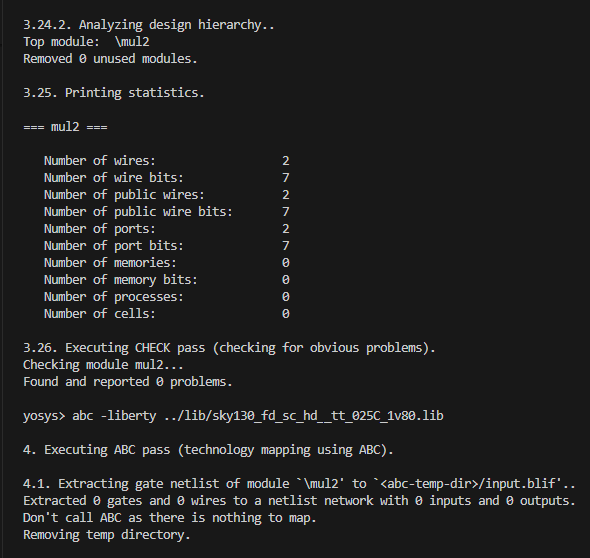 3.24.2. Analyzing design hierarchy..
Top module:  \mul2
Removed 0 unused modules.

3.25. Printing statistics.

=== mul2 ===

   Number of wires:                  2
   Number of wire bits:              7
   Number of public wires:           2
   Number of public wire bits:       7
   Number of ports:                  2
   Number of port bits:              7
   Number of memories:               0
   Number of memory bits:            0
   Number of processes:              0
   Number of cells:                  0

3.26. Executing CHECK pass (checking for obvious problems).
Checking module mul2...
Found and reported 0 problems.

yosys> abc -liberty ../lib/sky130_fd_sc_hd__tt_025C_1v80.lib

4. Executing ABC pass (technology mapping using ABC).

4.1. Extracting gate netlist of module `\mul2' to `<abc-temp-dir>/input.blif'..
Extracted 0 gates and 0 wires to a netlist network with 0 inputs and 0 outputs.
Don't call ABC as there is nothing to map.
Removing temp directory.